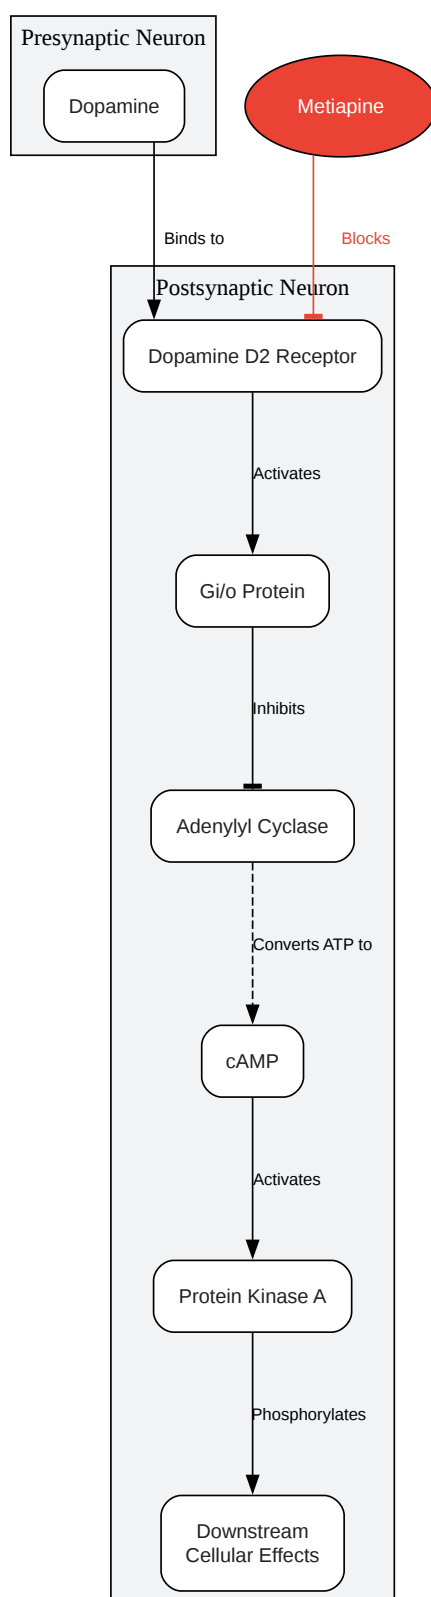 Presynaptic Neuron
Dopamine
Metiapine
Binds to
Blocks
Postsynaptic Neuron
Dopamine D2 Receptor
Activates
Gi/o Protein
Inhibits
Adenylyl Cyclase
Converts ATP to
cAMP
Activates
Protein Kinase A
Phosphorylates
Downstream
Cellular Effects